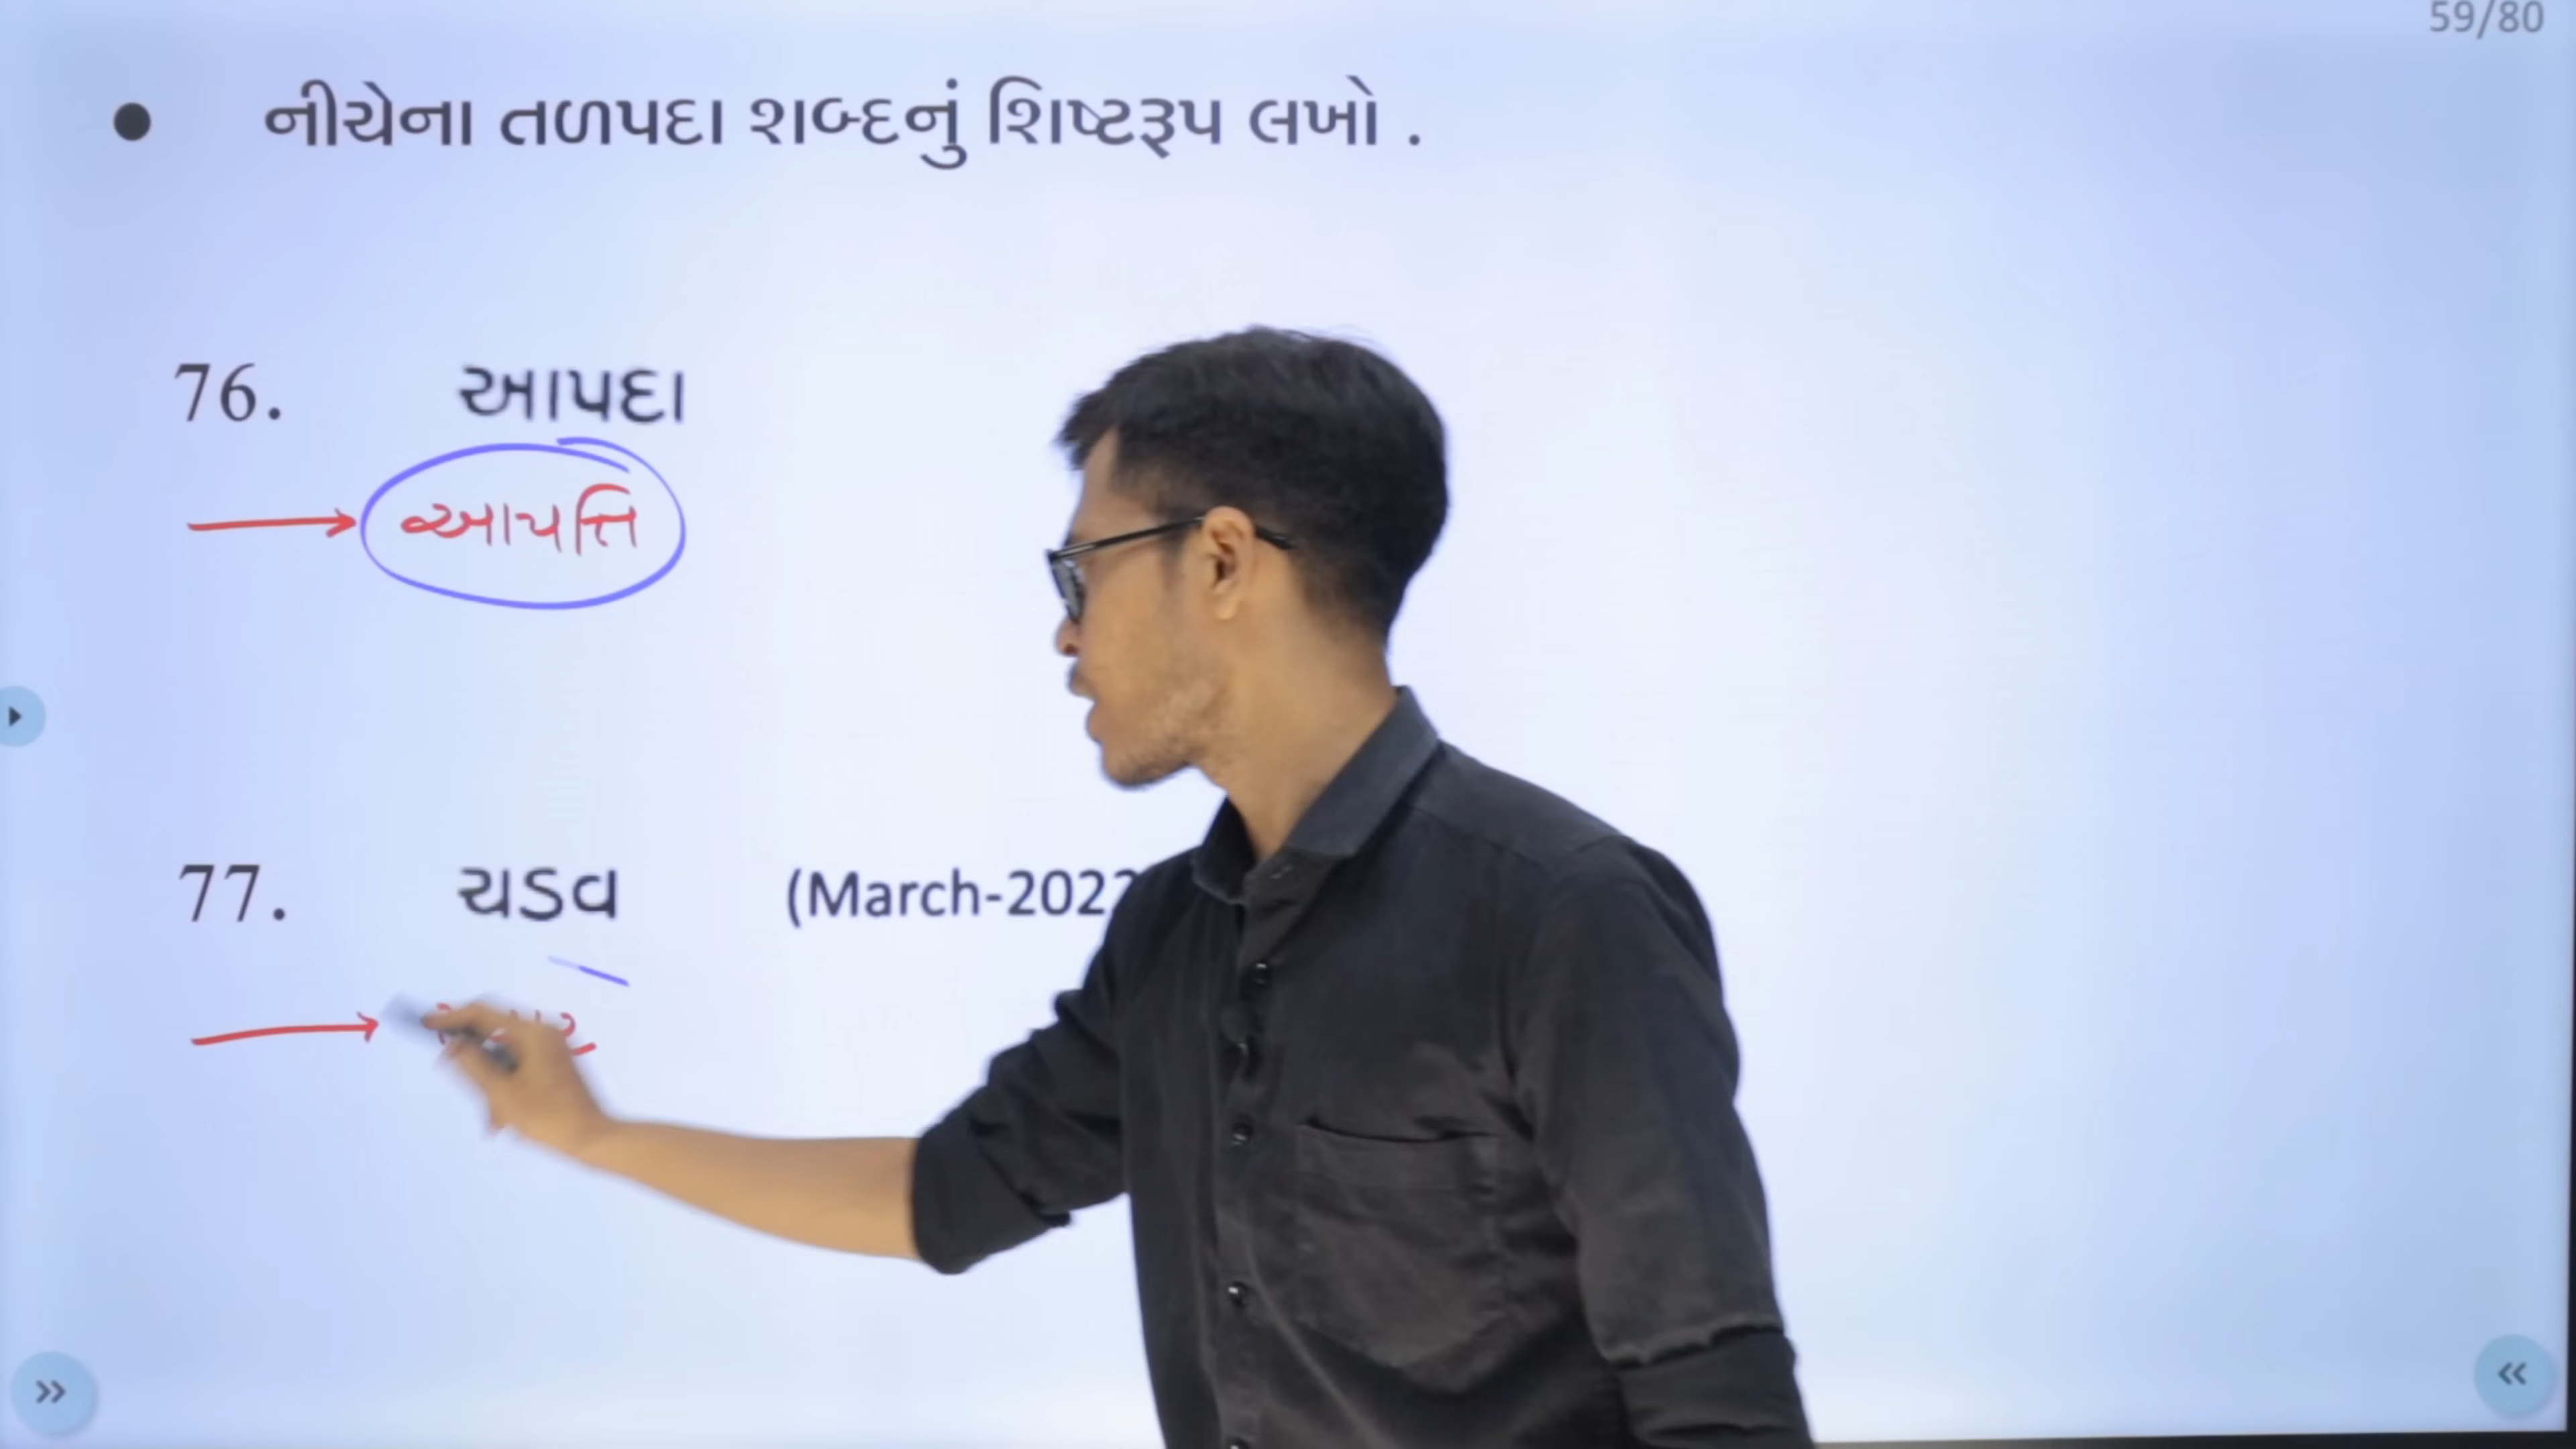 59/80
● નીચેના તળપદા શબ્દનું શિષ્ટરૂપ લખો .
76. આપદા
→ આપત્તિ
77. ચડવ (March-202
→